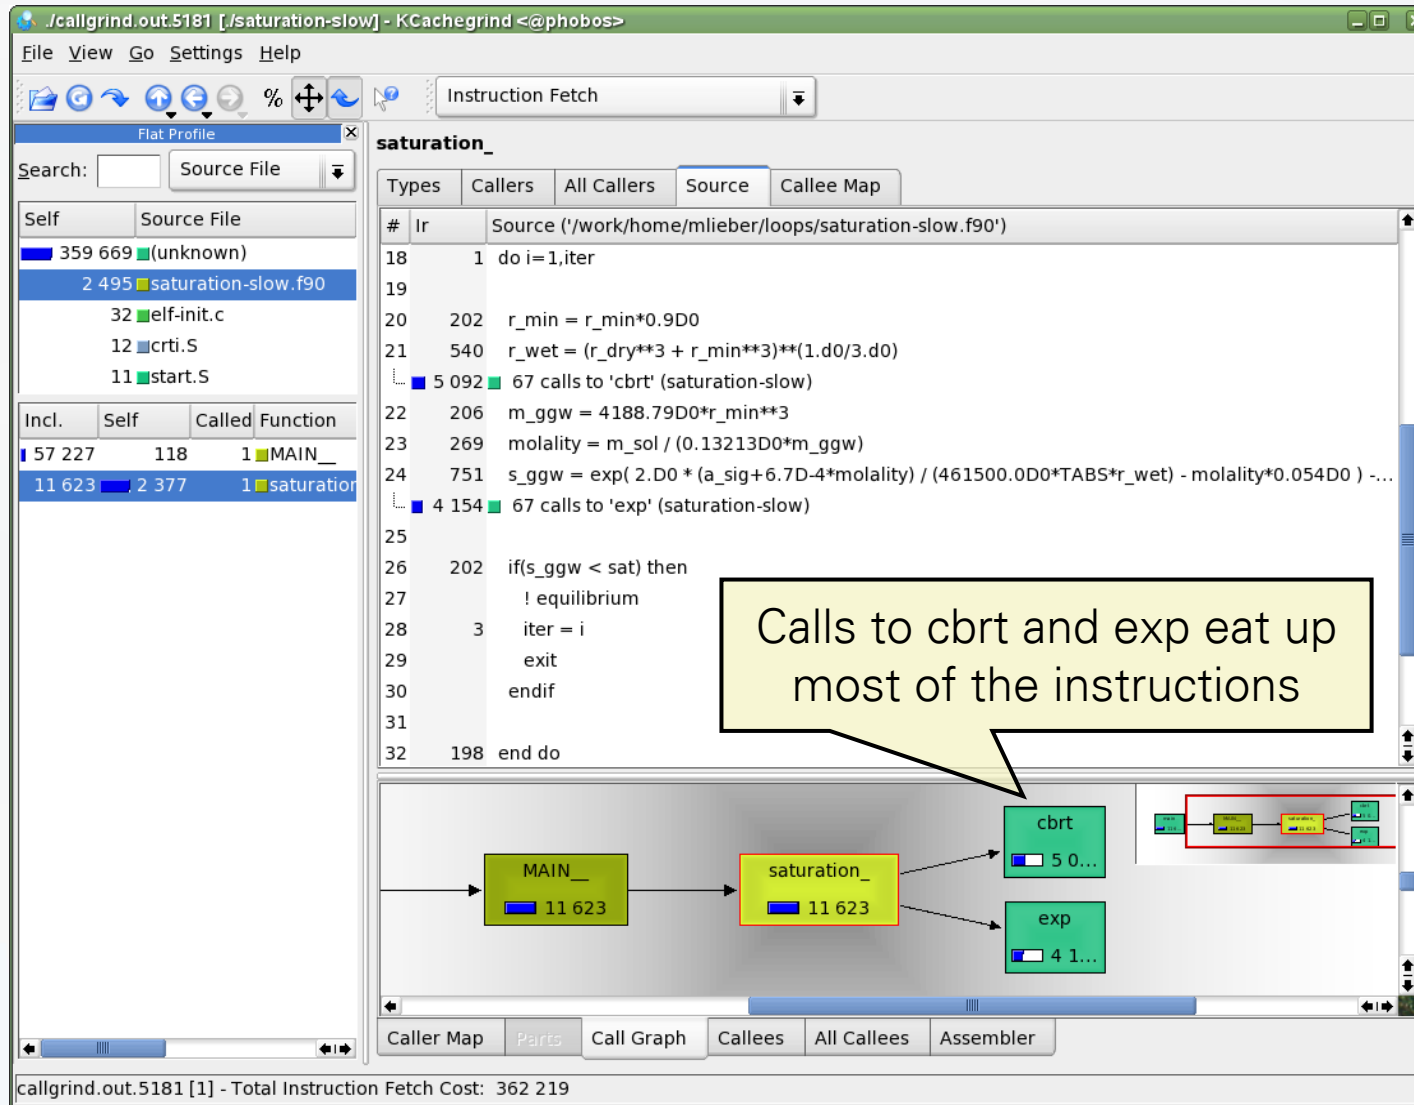 ./callgrind.out.5181 [./saturation-slow] - KCachegrind <@phobos>
File View Go Settings Help
% Instruction Fetch
Flat Profile
Search: Source File
Self Source File
359 669 (unknown)
2 495 saturation-slow.f90
32 elf-init.c
12 crti.S
11 start.S
Incl. Self Called Function
57 227 118 1 MAIN__
11 623 2 377 1 saturation
saturation_
Types Callers All Callers Source Callee Map
# Ir Source ('/work/home/mlieber/loops/saturation-slow.f90')
18 1 do i=1,iter
19
20 202 r_min = r_min*0.9D0
21 540 r_wet = (r_dry**3 + r_min**3)**(1.d0/3.d0)
5 092 67 calls to 'cbrt' (saturation-slow)
22 206 m_ggw = 4188.79D0*r_min**3
23 269 molality = m_sol / (0.13213D0*m_ggw)
24 751 s_ggw = exp( 2.D0 * (a_sig+6.7D-4*molality) / (461500.0D0*TABS*r_wet) - molality*0.054D0 ) -...
4 154 67 calls to 'exp' (saturation-slow)
25
26 202 if(s_ggw < sat) then
27 ! equilibrium
28 3 iter = i
29 exit
30 endif
31
32 198 end do
Calls to cbrt and exp eat up
most of the instructions
MAIN__
11 623
saturation_
11 623
cbrt
5 0...
exp
4 1...
Caller Map Parts Call Graph Callees All Callees Assembler
callgrind.out.5181 [1] - Total Instruction Fetch Cost: 362 219